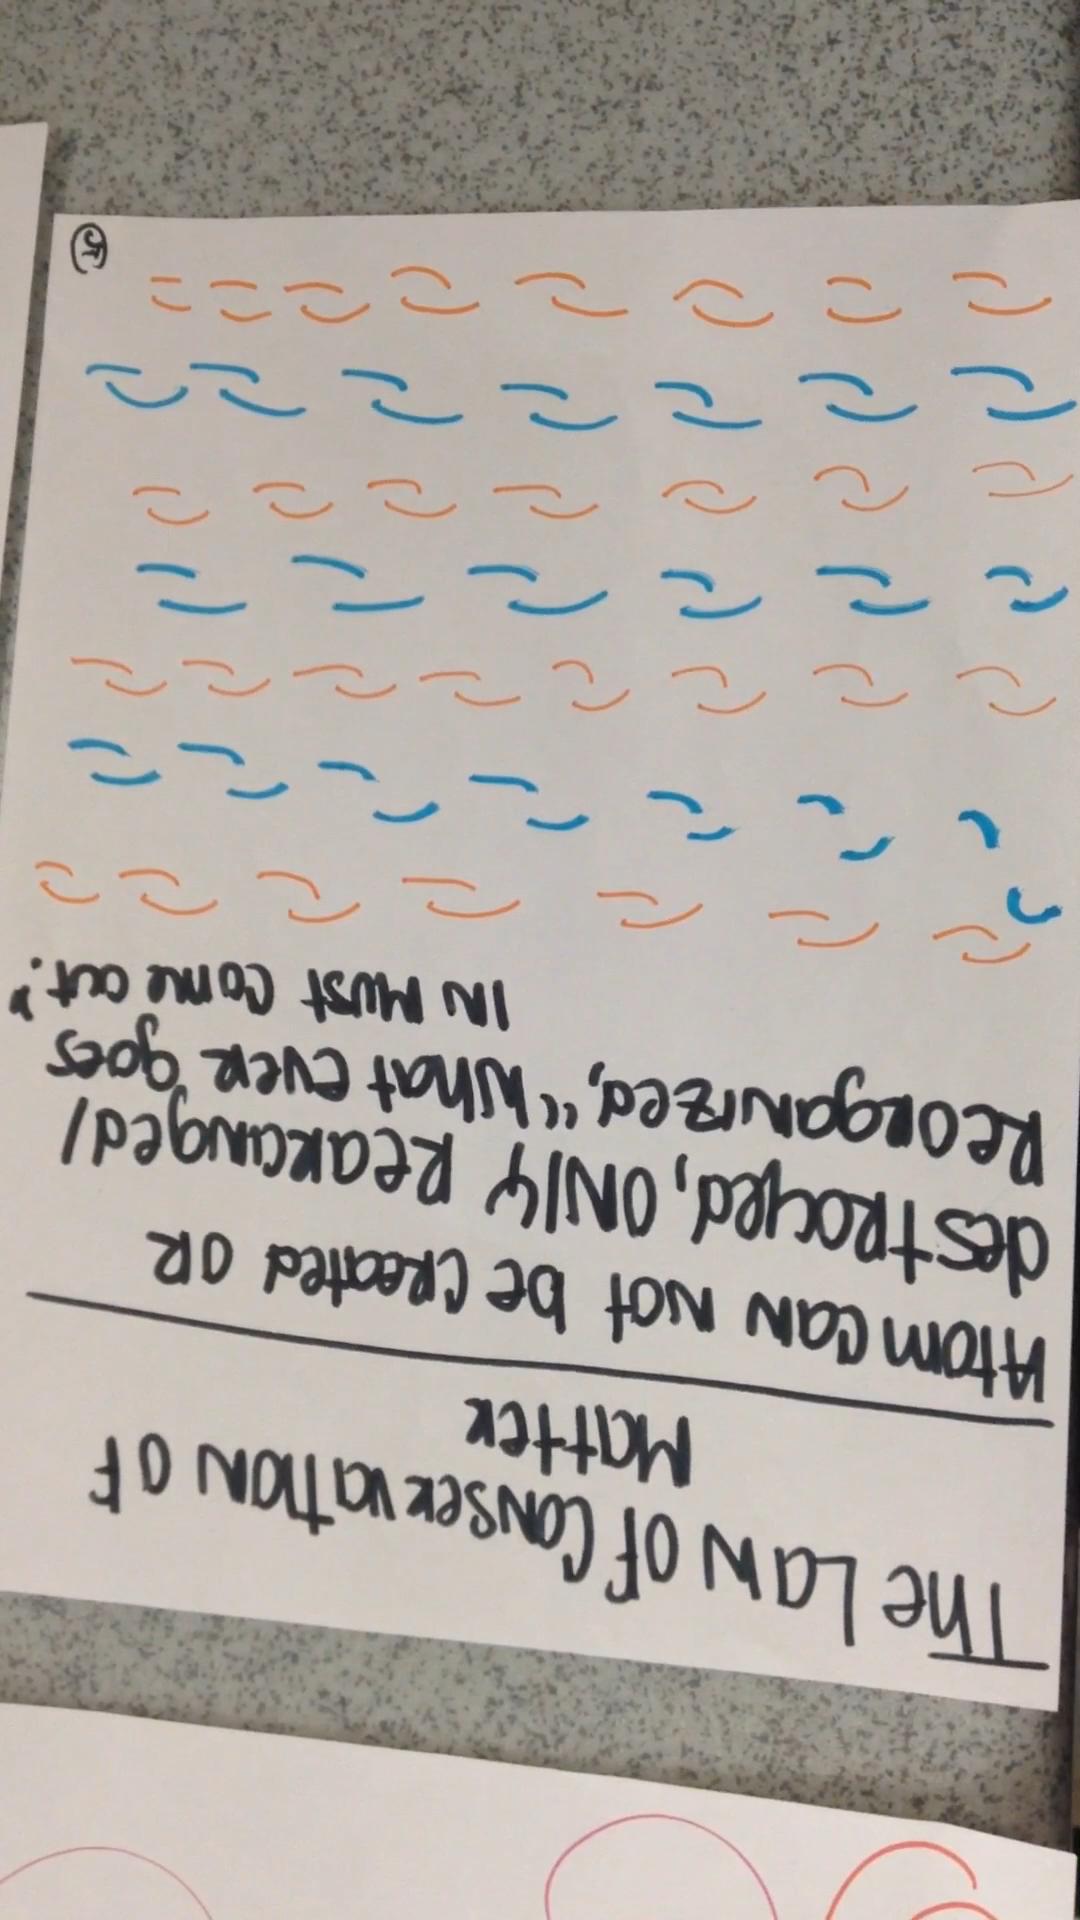 The Law OF Conservation OF
Matter
Atom can not be created or
destroyed, only rearanged/
Reorganized, "What ever goes
in must come out."